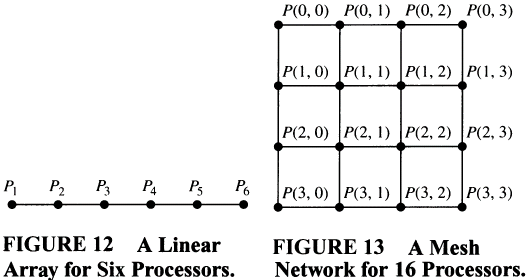 P(0, 0) P(0, 1) P(0, 2) P(0, 3)
P(1, 0) P(1, 1) P(1, 2) P(1, 3)
P(2, 0) P(2, 1) P(2, 2) P(2, 3)
P(3, 0) P(3, 1) P(3, 2) P(3, 3)
P1 P2 P3 P4 P5 P6
FIGURE 12 A Linear
Array for Six Processors.
FIGURE 13 A Mesh
Network for 16 Processors.